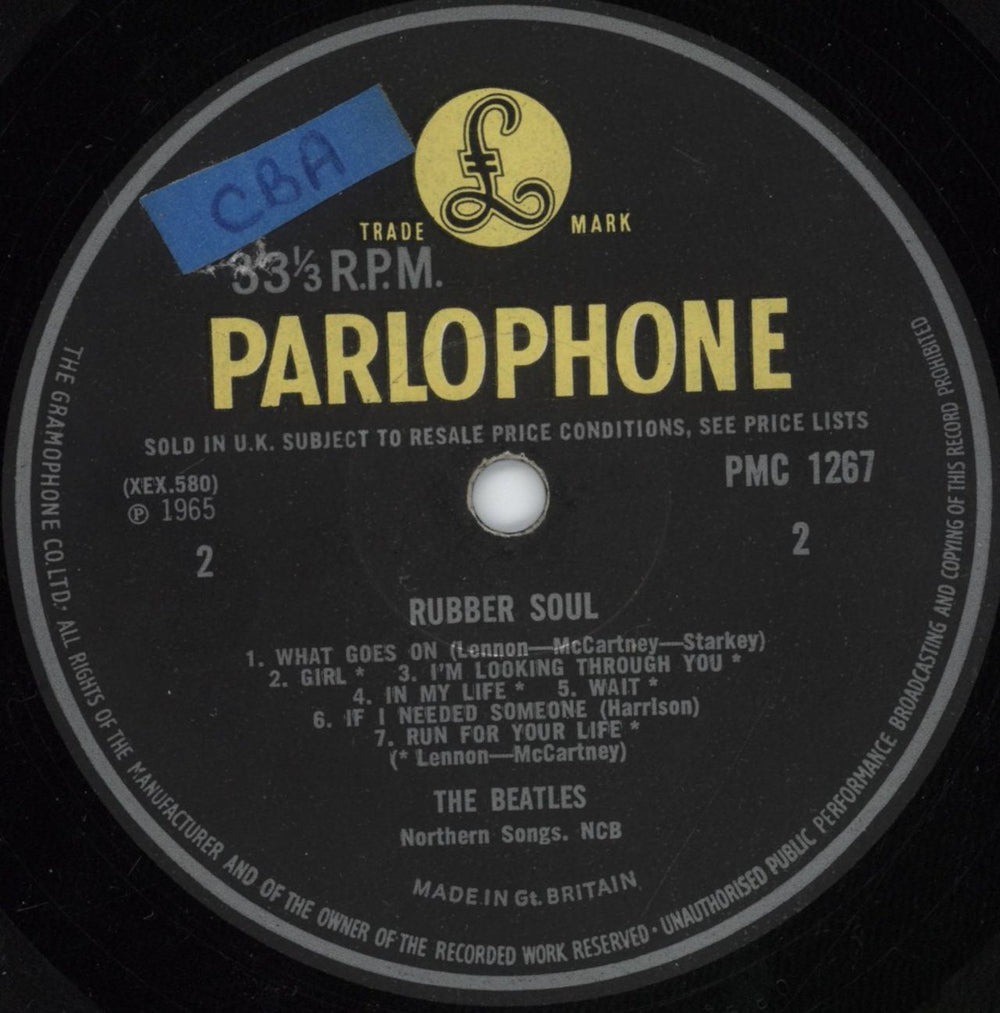 CBA
£
TRADE MARK
33⅓ R.P.M.
PARLOPHONE
SOLD IN U.K. SUBJECT TO RESALE PRICE CONDITIONS, SEE PRICE LISTS
(XEX.580) PMC 1267
℗ 1965
2 2
RUBBER SOUL
1. WHAT GOES ON (Lennon—McCartney—Starkey)
2. GIRL * 3. I'M LOOKING THROUGH YOU *
4. IN MY LIFE * 5. WAIT *
6. IF I NEEDED SOMEONE (Harrison)
7. RUN FOR YOUR LIFE *
(* Lennon—McCartney)
THE BEATLES
Northern Songs. NCB
MADE IN Gt. BRITAIN
THE GRAMOPHONE CO. LTD. ALL RIGHTS OF THE MANUFACTURER AND OF THE OWNER OF THE RECORDED WORK RESERVED · UNAUTHORISED PUBLIC PERFORMANCE BROADCASTING AND COPYING OF THIS RECORD PROHIBITED